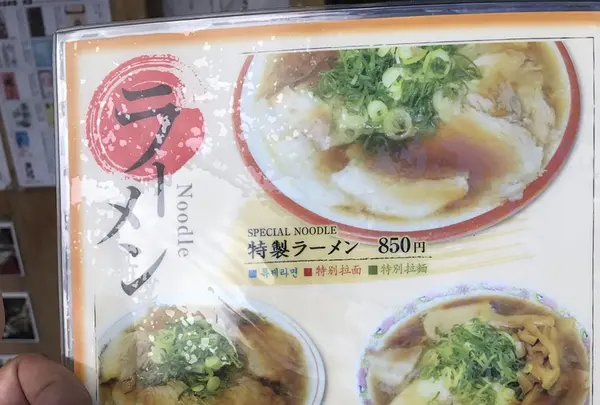 ラーメン
Noodle
SPECIAL NOODLE
特製ラーメン 850円
특제라면 特別拉面 特別拉麵